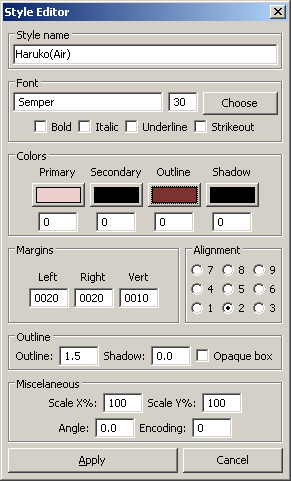 Style Editor
Style name
Haruko(Air)
Font
Semper 30 Choose
Bold Italic Underline Strikeout
Colors
Primary Secondary Outline Shadow
0 0 0 0
Margins
Left Right Vert
0020 0020 0010
Alignment
7 8 9
4 5 6
1 2 3
Outline
Outline: 1.5 Shadow: 0.0 Opaque box
Miscelaneous
Scale X%: 100 Scale Y%: 100
Angle: 0.0 Encoding: 0
Apply Cancel